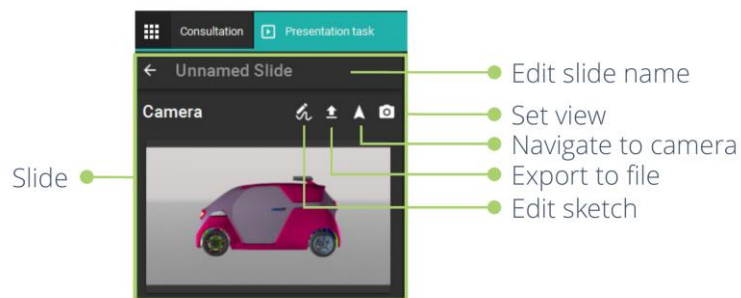 Consultation Presentation task
Unnamed Slide
Edit slide name
Camera
Set view
Navigate to camera
Slide
Export to file
Edit sketch